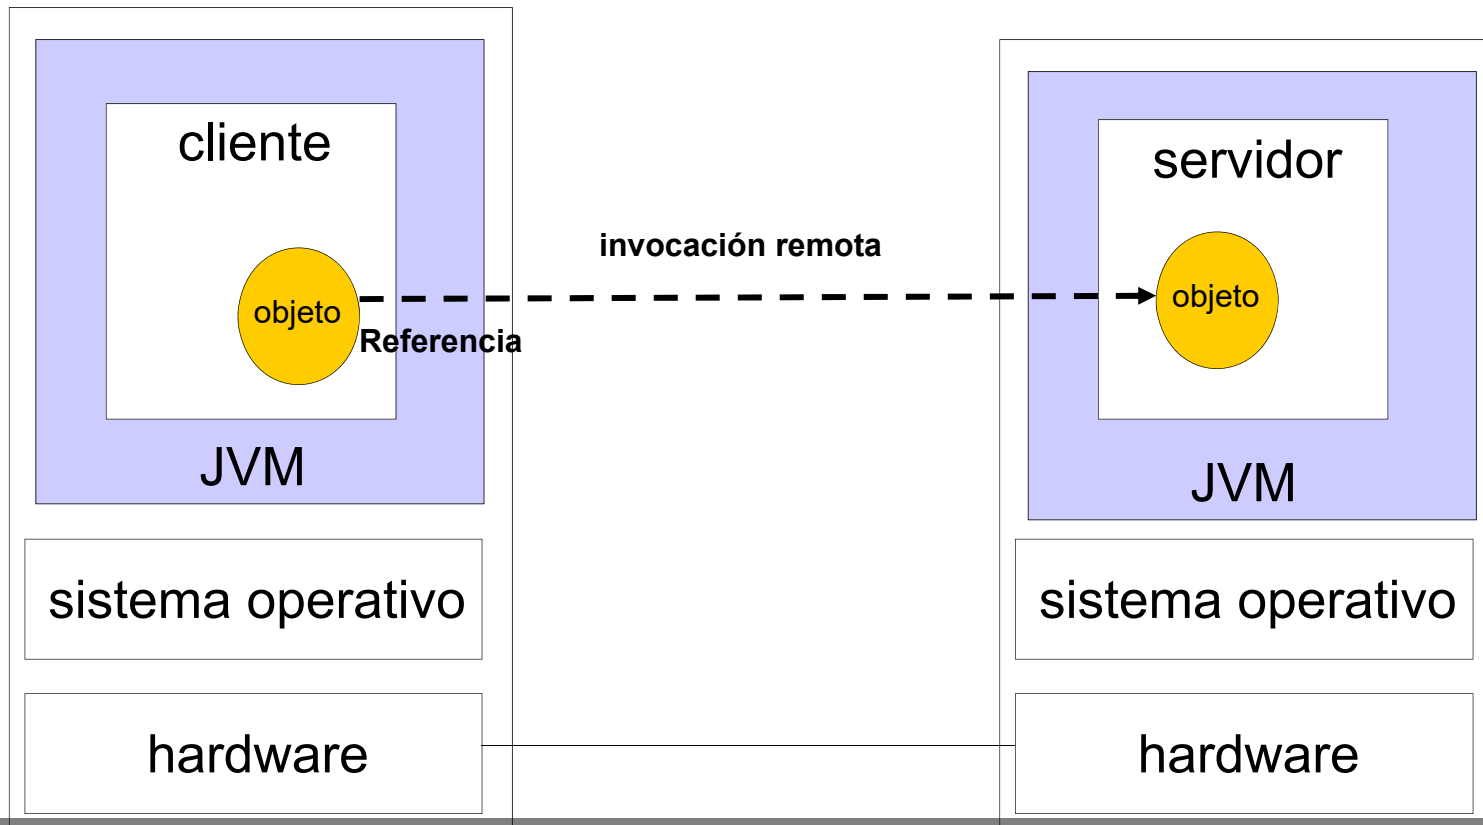 cliente
objeto
Referencia
JVM
sistema operativo
hardware
invocación remota
servidor
objeto
JVM
sistema operativo
hardware